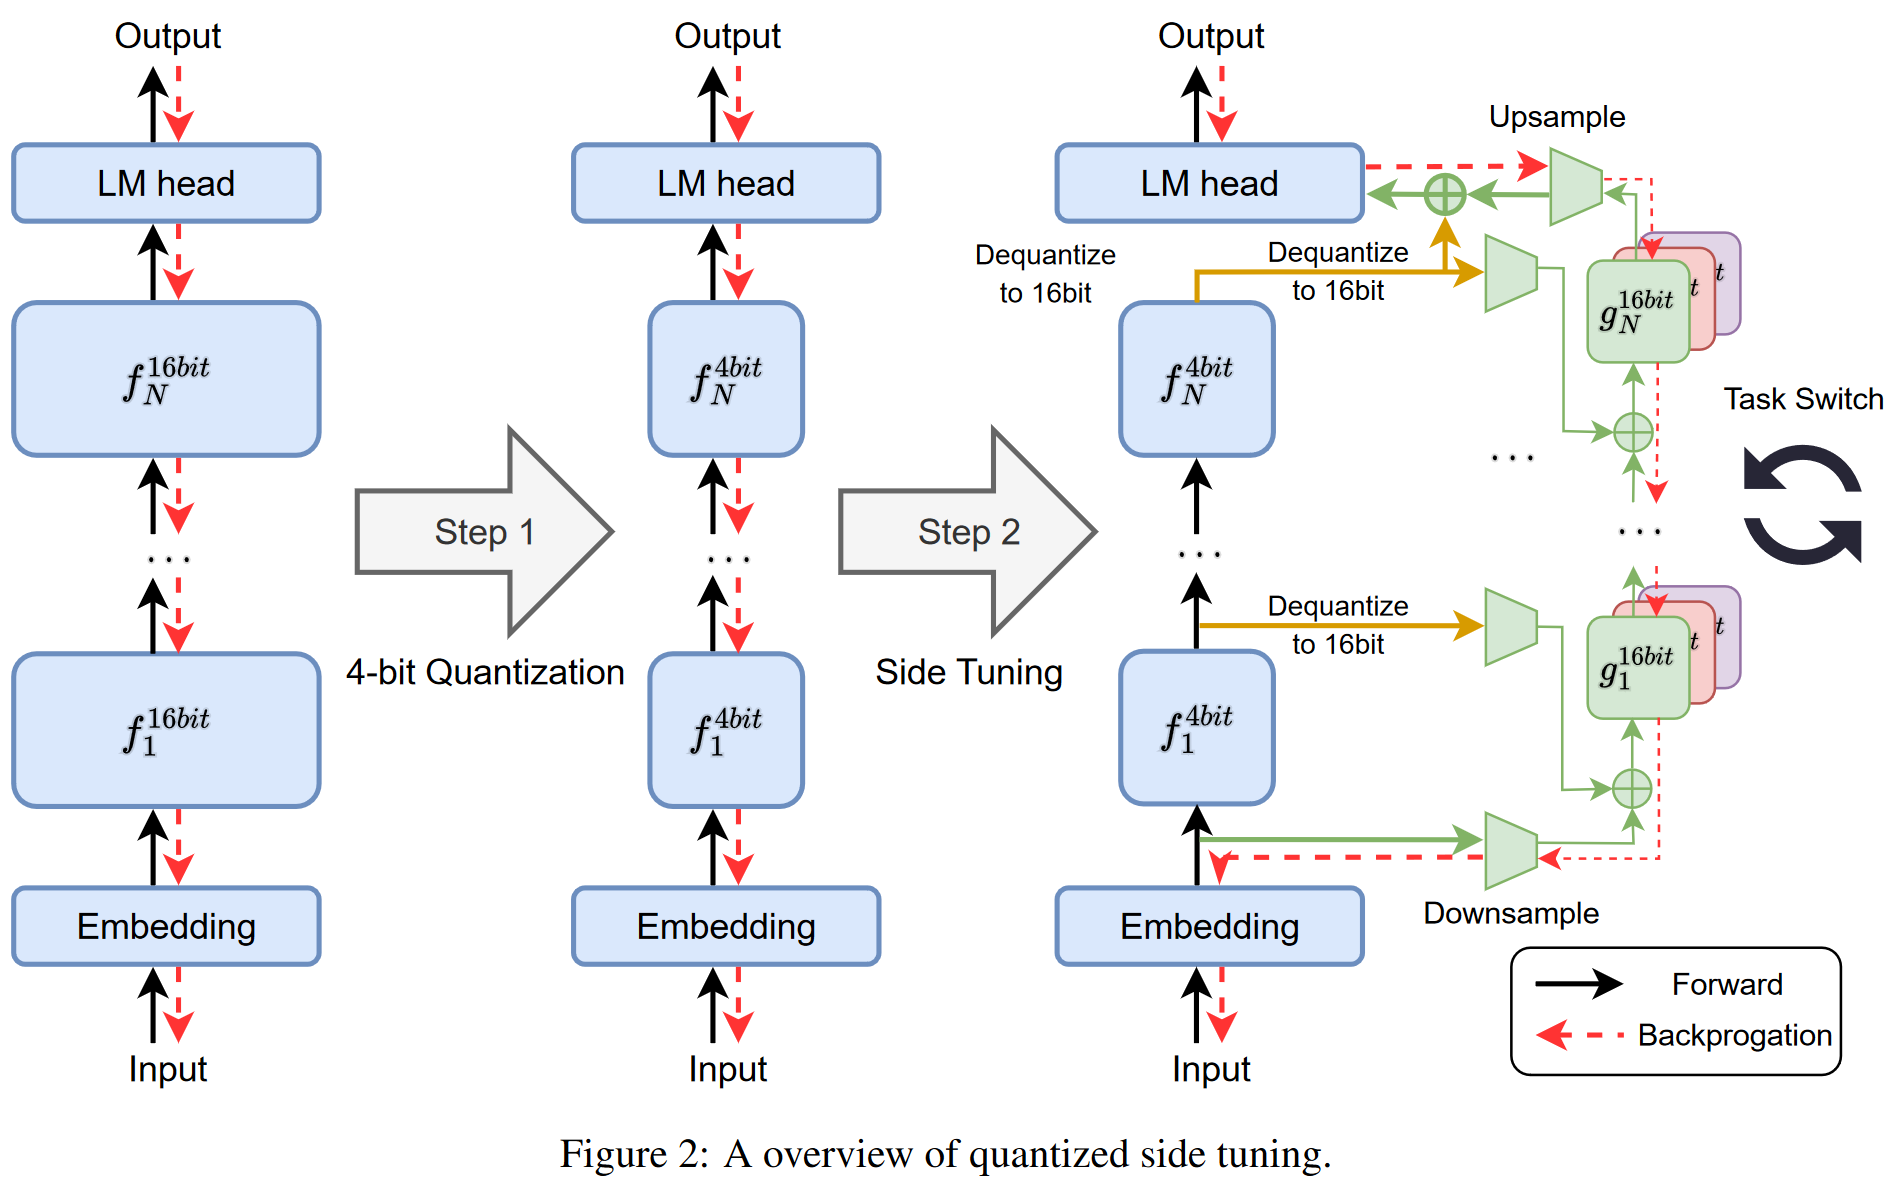 Output
LM head
f_N^{16bit}
...
f_1^{16bit}
Embedding
Input
Step 1
4-bit Quantization
Output
LM head
f_N^{4bit}
...
f_1^{4bit}
Embedding
Input
Step 2
Side Tuning
Output
LM head
Dequantize
to 16bit
Dequantize
to 16bit
f_N^{4bit}
...
Dequantize
to 16bit
f_1^{4bit}
Embedding
Input
Upsample
g_N^{16bit}
t
t
...
...
Task Switch
g_1^{16bit}
t
t
Downsample
Forward
Backprogation
Figure 2: A overview of quantized side tuning.